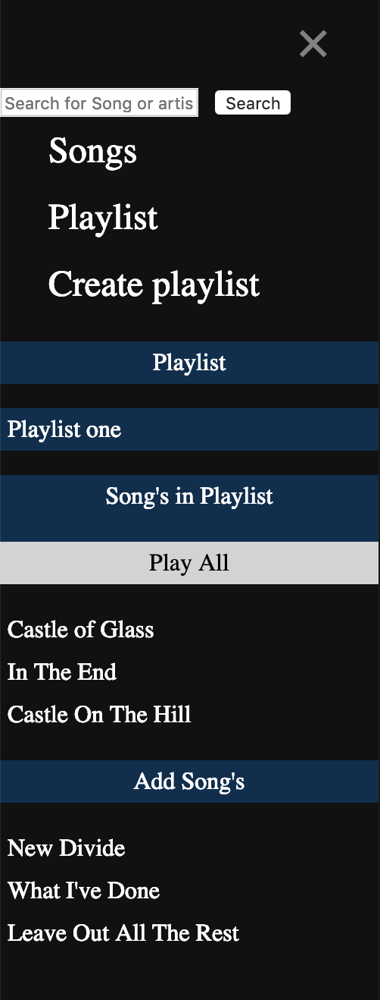 Search for Song or artis
Search
Songs
Playlist
Create playlist
Playlist
Playlist one
Song's in Playlist
Play All
Castle of Glass
In The End
Castle On The Hill
Add Song's
New Divide
What I've Done
Leave Out All The Rest